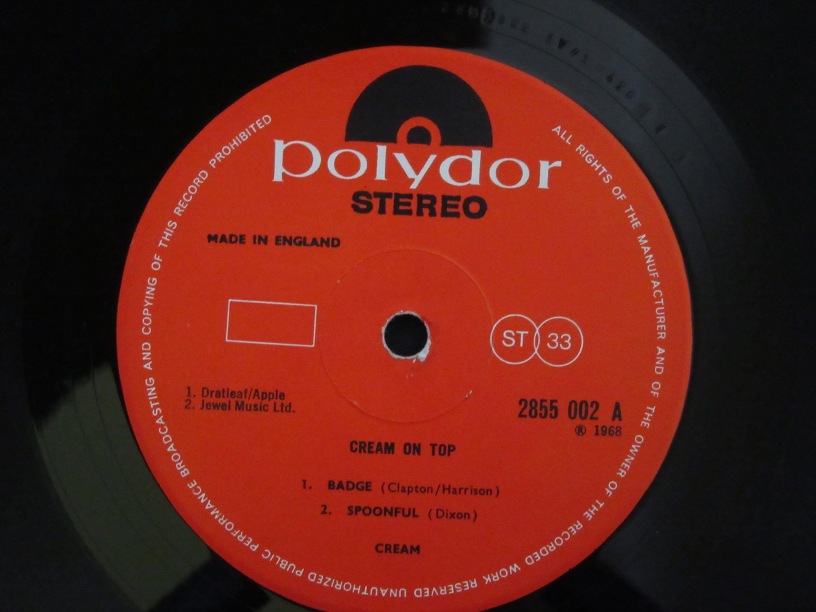 polydor
STEREO
MADE IN ENGLAND
ST 33
1. Dratleaf/Apple
2. Jewel Music Ltd.
2855 002 A
℗ 1968
CREAM ON TOP
1. BADGE (Clapton/Harrison)
2. SPOONFUL (Dixon)
CREAM
ALL RIGHTS OF THE MANUFACTURER AND OF THE OWNER OF THE RECORDED WORK RESERVED UNAUTHORIZED PUBLIC PERFORMANCE BROADCASTING AND COPYING OF THIS RECORD PROHIBITED